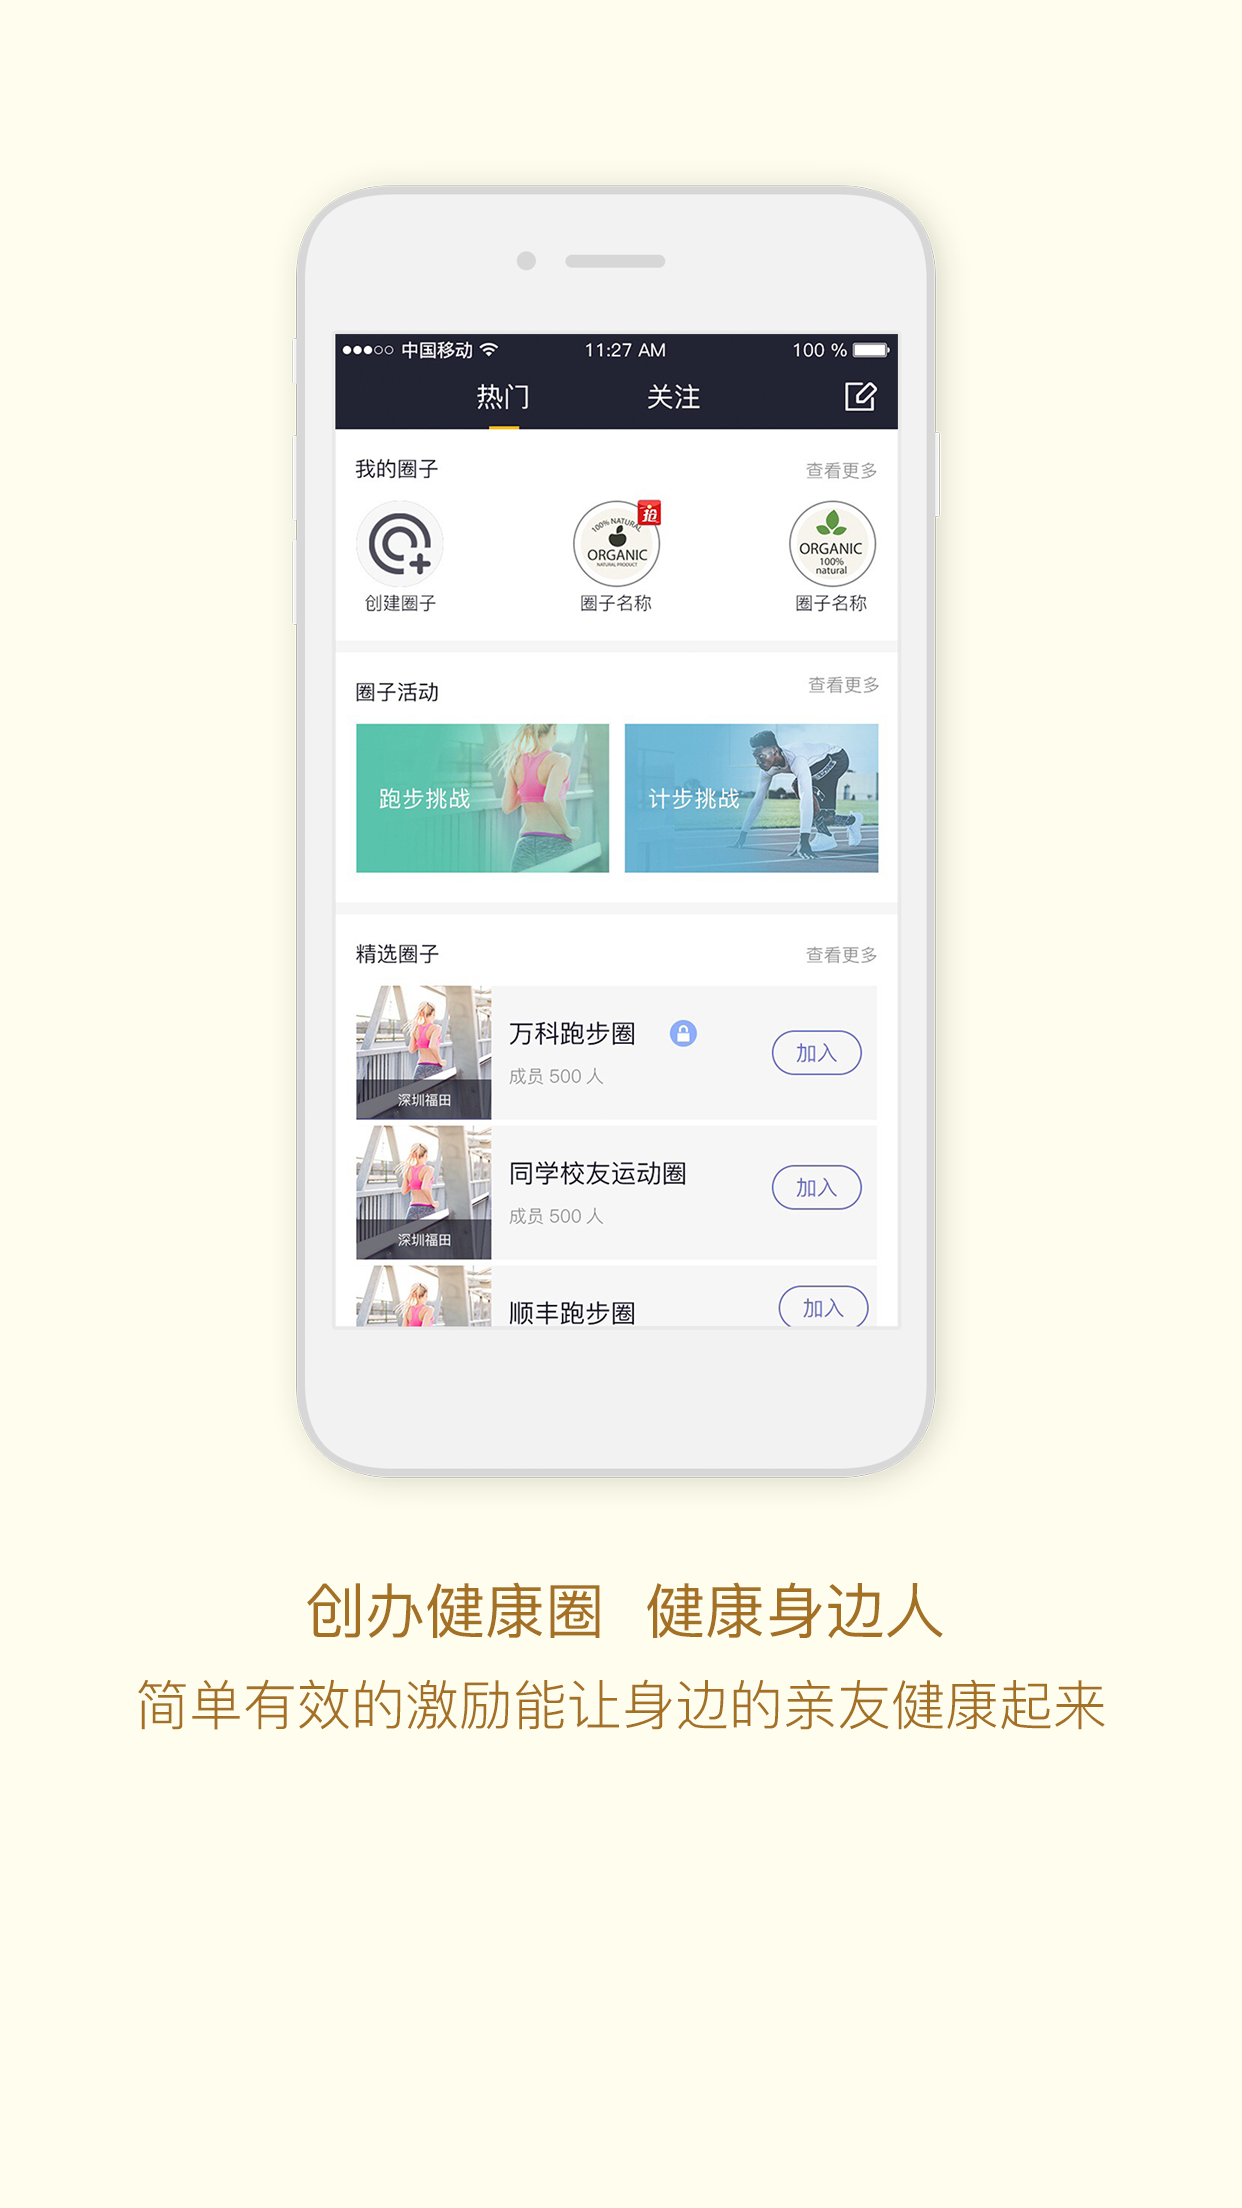 中国移动 11:27 AM 100 %
热门 关注
我的圈子 查看更多
100% NATURAL
ORGANIC
NATURAL PRODUCT
抢
ORGANIC
100%
natural
创建圈子 圈子名称 圈子名称
圈子活动 查看更多
跑步挑战 计步挑战
精选圈子 查看更多
万科跑步圈
成员 500 人
加入
深圳福田
同学校友运动圈
成员 500 人
加入
深圳福田
顺丰跑步圈
加入
创办健康圈 健康身边人
简单有效的激励能让身边的亲友健康起来